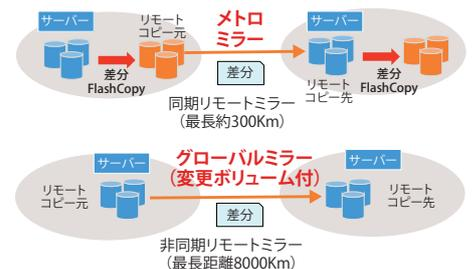 サーバー
リモート
コピー元
差分
FlashCopy
メトロ
ミラー
差分
同期リモートミラー
（最長約300Km）
サーバー
リモート
コピー先
差分
FlashCopy
サーバー
リモート
コピー元
グローバルミラー
（変更ボリューム付）
差分
非同期リモートミラー
（最長距離8000Km）
サーバー
リモート
コピー先